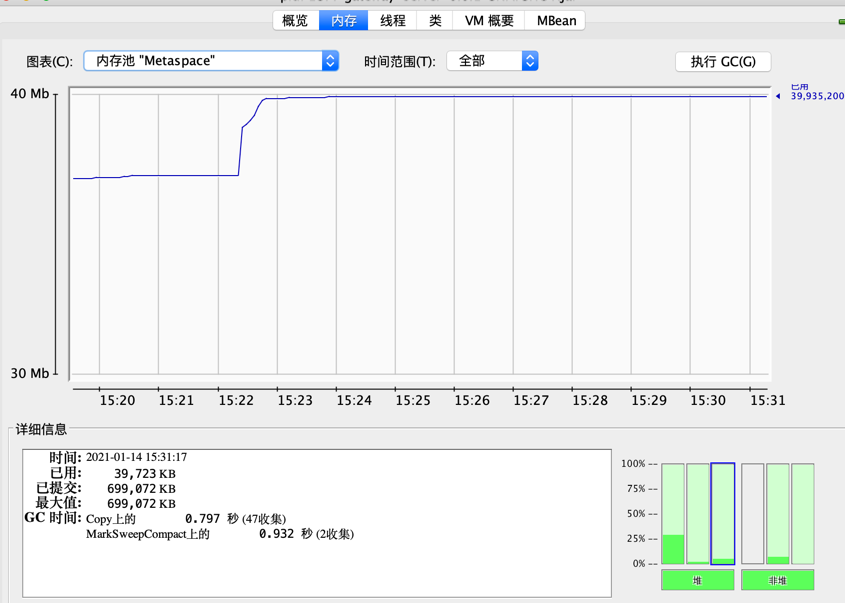 概览 内存 线程 类 VM 概要 MBean
图表(C): 内存池 "Metaspace" 时间范围(T): 全部 执行 GC(G)
40 Mb
已用
39,935,200
30 Mb
15:20 15:21 15:22 15:23 15:24 15:25 15:26 15:27 15:28 15:29 15:30 15:31
详细信息
时间: 2021-01-14 15:31:17
已用: 39,723 KB
已提交: 699,072 KB
最大值: 699,072 KB
GC 时间: Copy上的 0.797 秒 (47收集)
MarkSweepCompact上的 0.932 秒 (2收集)
100% --
75% --
50% --
25% --
0% --
堆 非堆